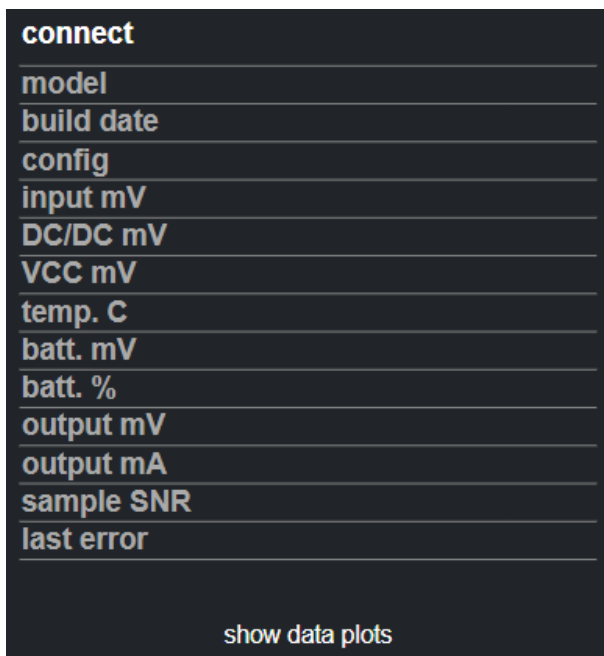 connect
model
build date
config
input mV
DC/DC mV
VCC mV
temp. C
batt. mV
batt. %
output mV
output mA
sample SNR
last error
show data plots